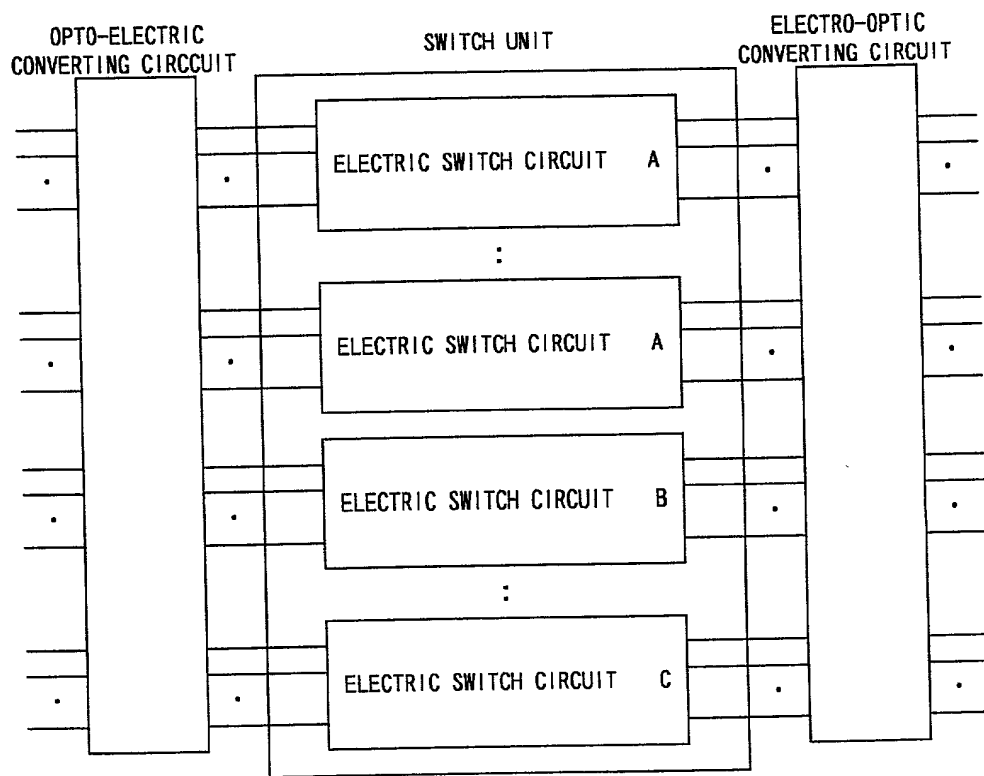 OPTO-ELECTRIC
CONVERTING CIRCCUIT
SWITCH UNIT
ELECTRO-OPTIC
CONVERTING CIRCUIT
ELECTRIC SWITCH CIRCUIT A
:
ELECTRIC SWITCH CIRCUIT A
ELECTRIC SWITCH CIRCUIT B
:
ELECTRIC SWITCH CIRCUIT C